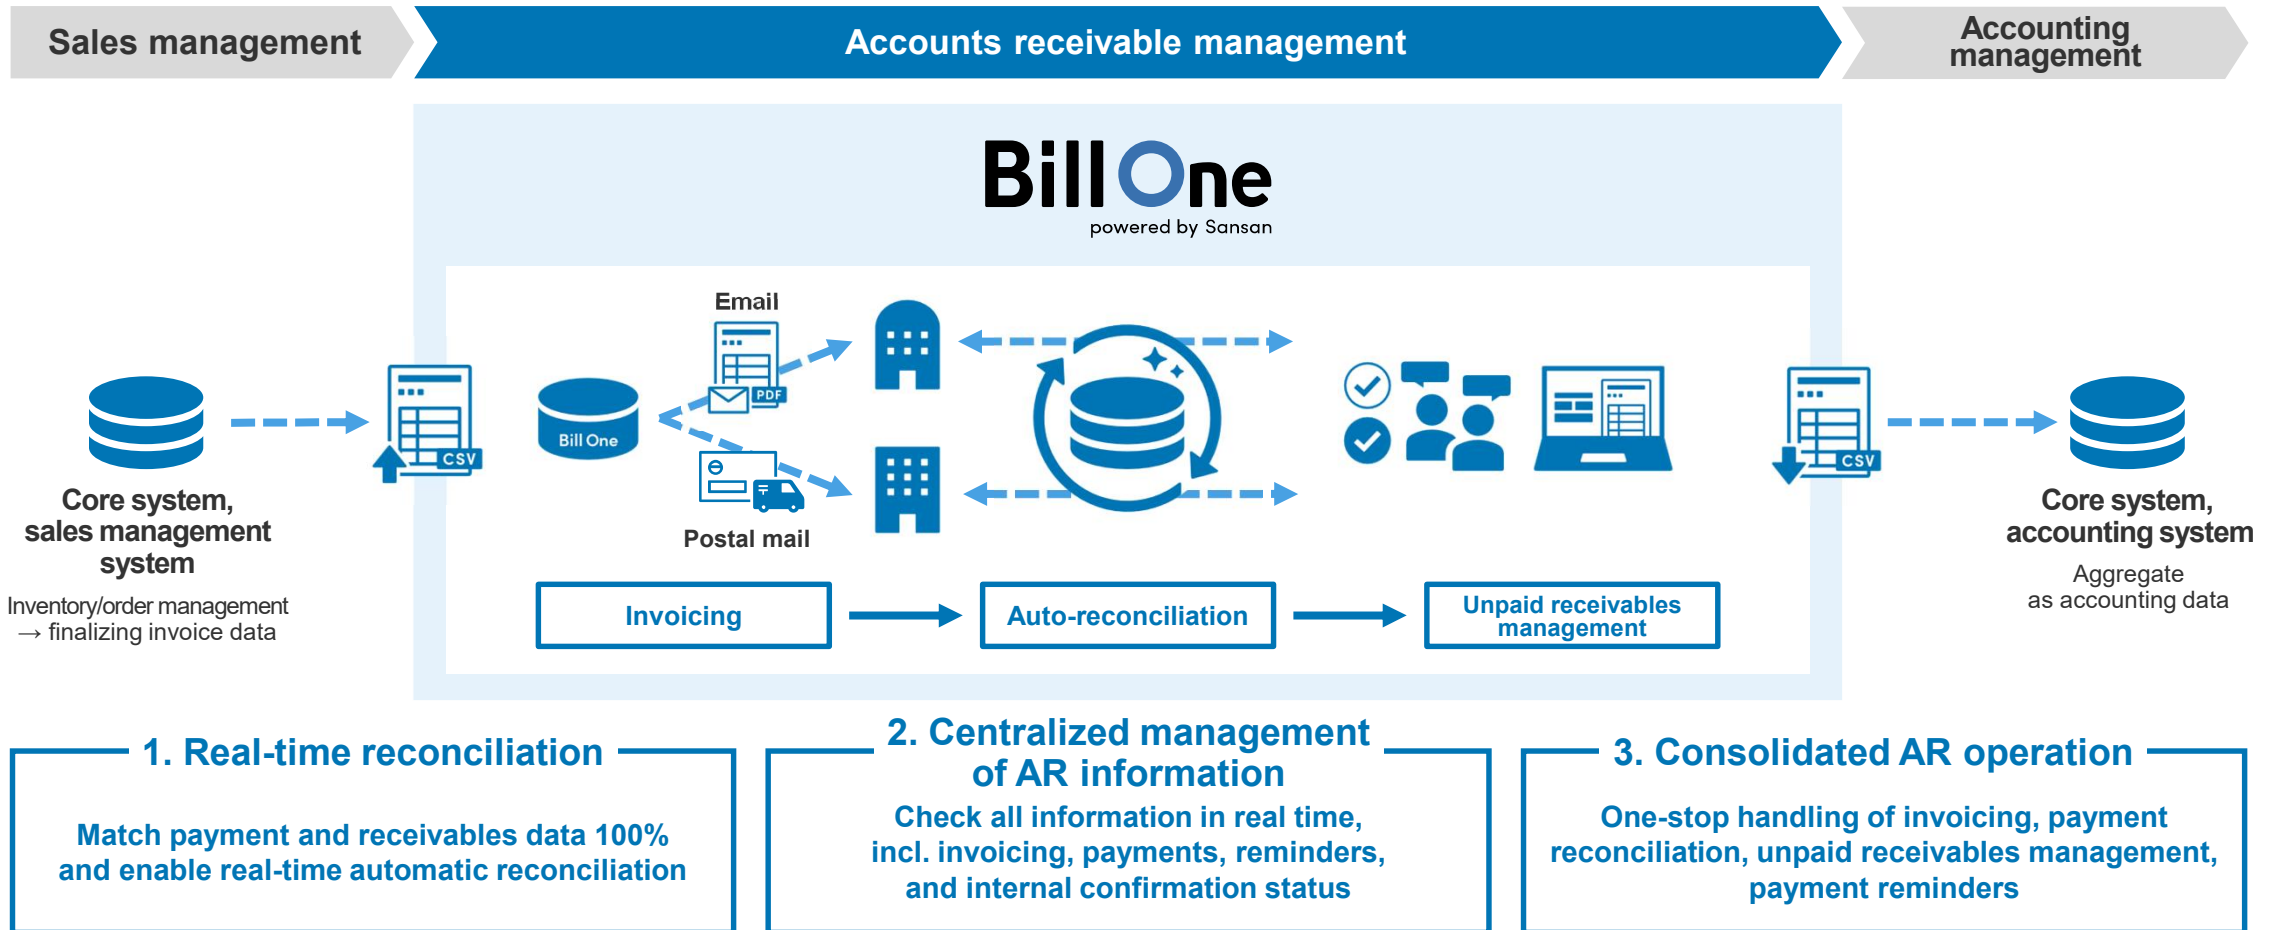 Sales management
Accounts receivable management
Accounting
management
Bill One
powered by Sansan
Email
PDF
CSV
Bill One
Postal mail
CSV
Core system,
sales management
system
Inventory/order management
→ finalizing invoice data
Core system,
accounting system
Aggregate
as accounting data
Invoicing
Auto-reconciliation
Unpaid receivables
management
1. Real-time reconciliation
Match payment and receivables data 100%
and enable real-time automatic reconciliation
2. Centralized management
of AR information
Check all information in real time,
incl. invoicing, payments, reminders,
and internal confirmation status
3. Consolidated AR operation
One-stop handling of invoicing, payment
reconciliation, unpaid receivables management,
payment reminders